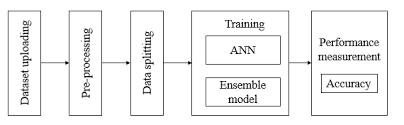 Dataset uploading
Pre-processing
Data splitting
Training
ANN
Ensemble
model
Performance
measurement
Accuracy